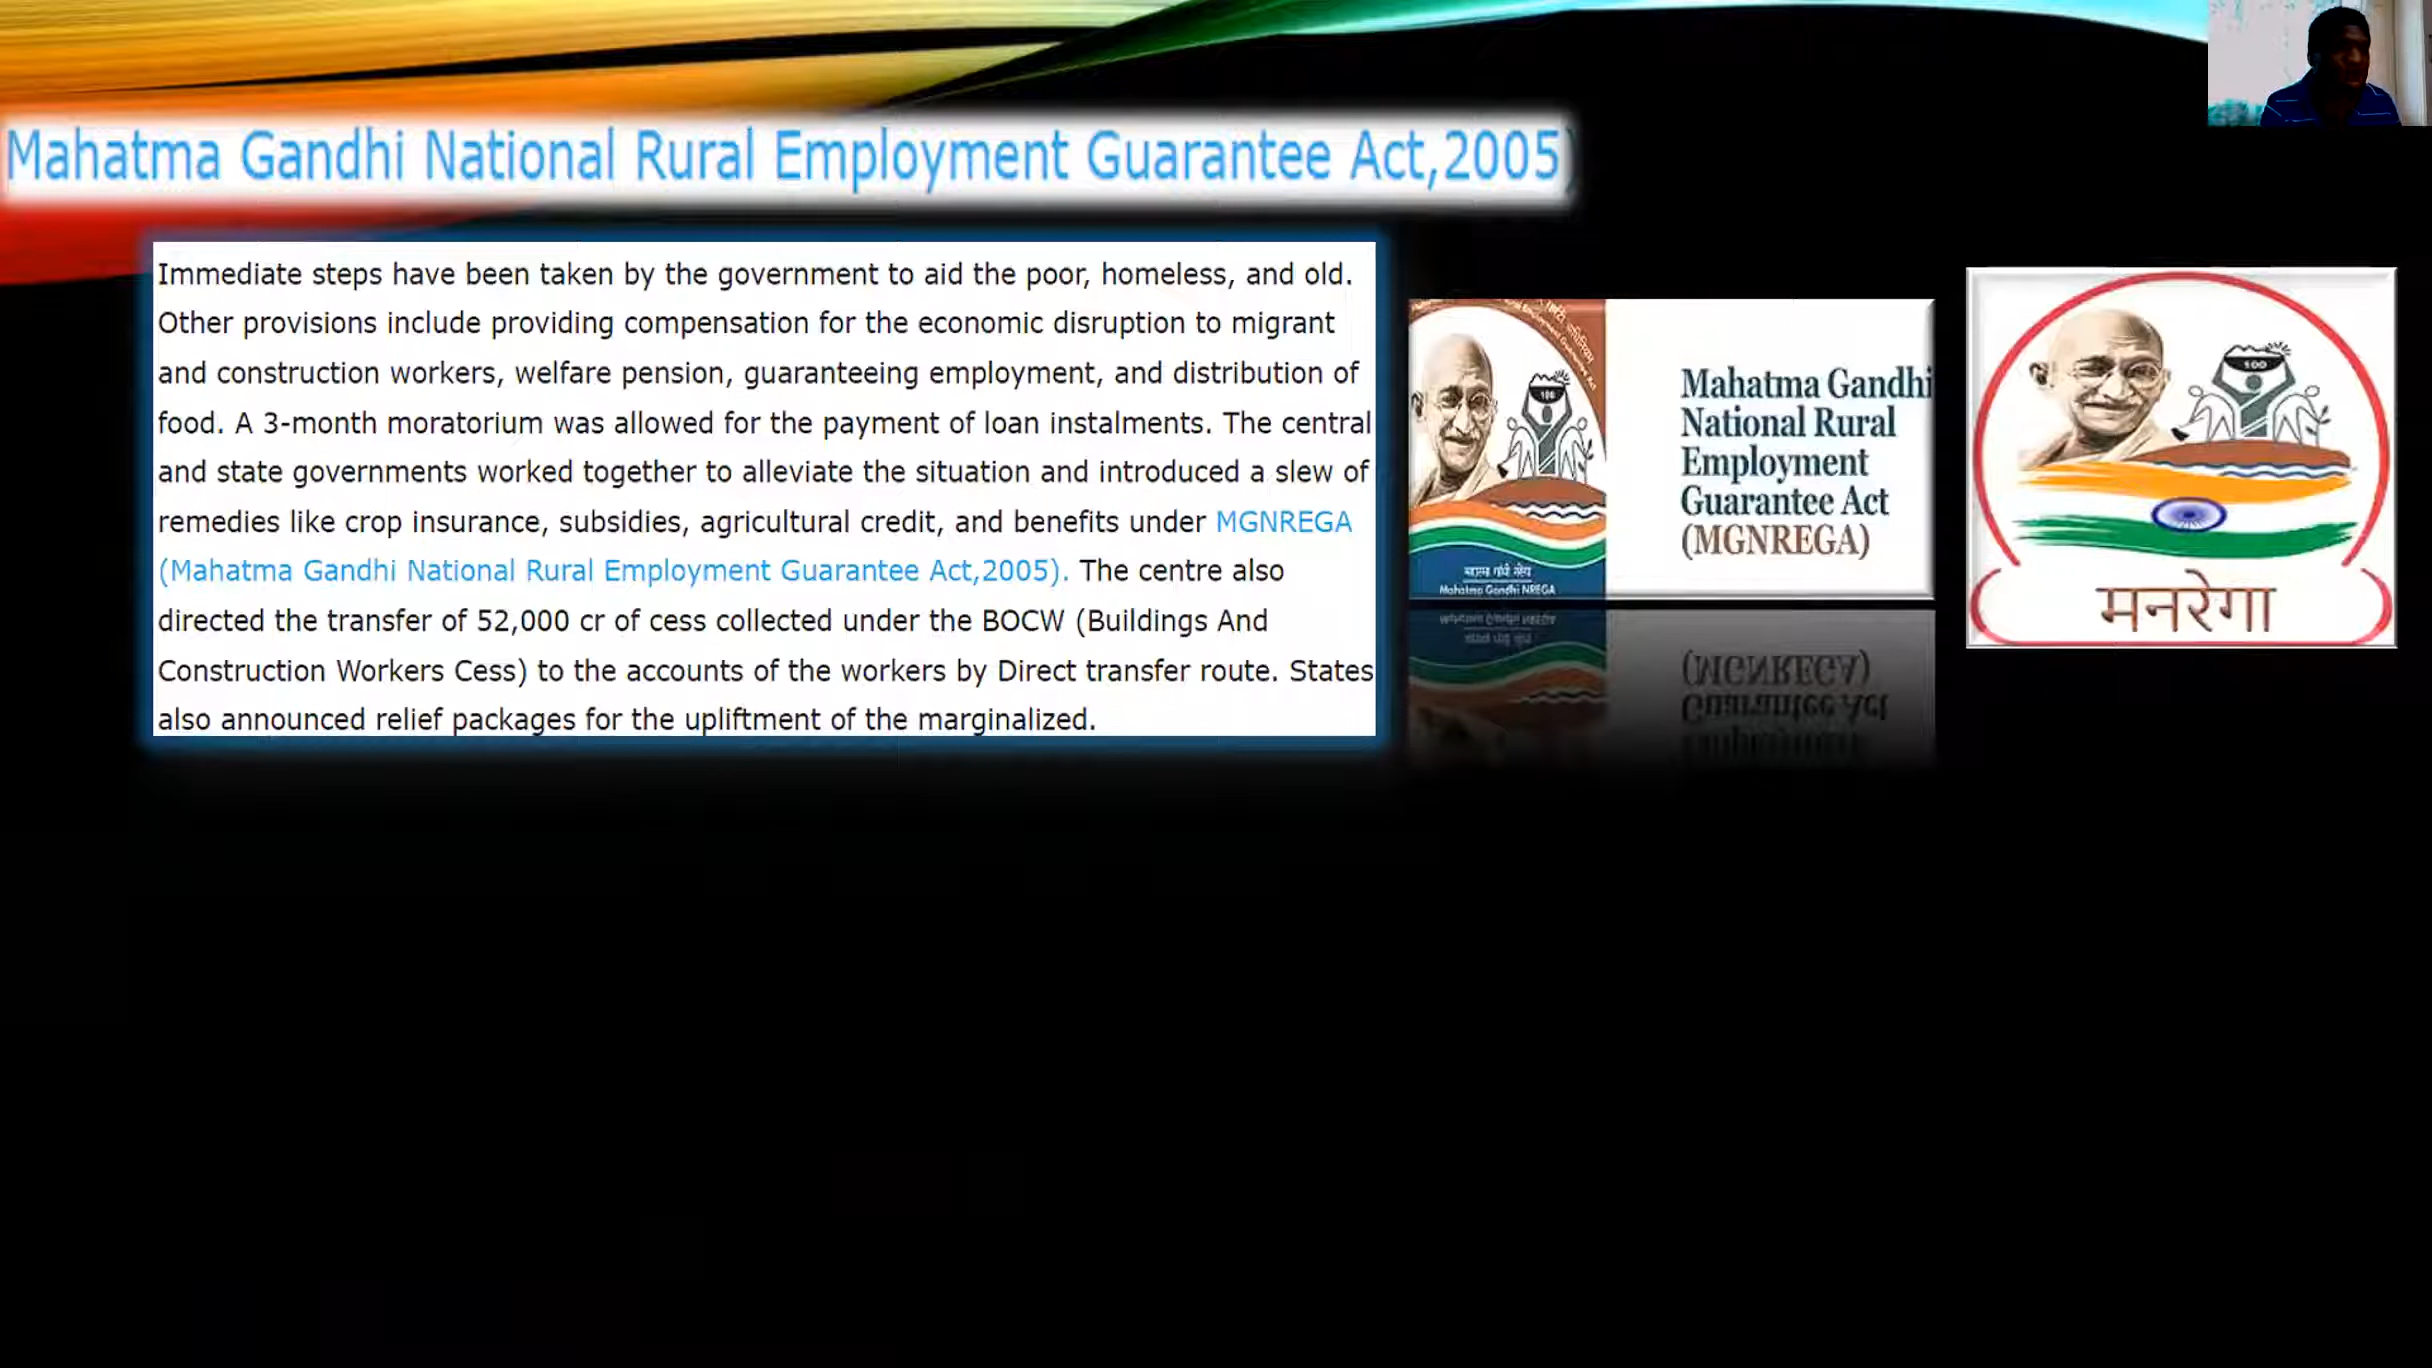 Mahatma Gandhi National Rural Employment Guarantee Act,2005)
Immediate steps have been taken by the government to aid the poor, homeless, and old.
Other provisions include providing compensation for the economic disruption to migrant
and construction workers, welfare pension, guaranteeing employment, and distribution of
food. A 3-month moratorium was allowed for the payment of loan instalments. The central
and state governments worked together to alleviate the situation and introduced a slew of
remedies like crop insurance, subsidies, agricultural credit, and benefits under MGNREGA
(Mahatma Gandhi National Rural Employment Guarantee Act,2005). The centre also
directed the transfer of 52,000 cr of cess collected under the BOCW (Buildings And
Construction Workers Cess) to the accounts of the workers by Direct transfer route. States
also announced relief packages for the upliftment of the marginalized.
100
Mahatma Gandhi NREGA
Mahatma Gandhi
National Rural
Employment
Guarantee Act
(MGNREGA)
100
मनरेगा